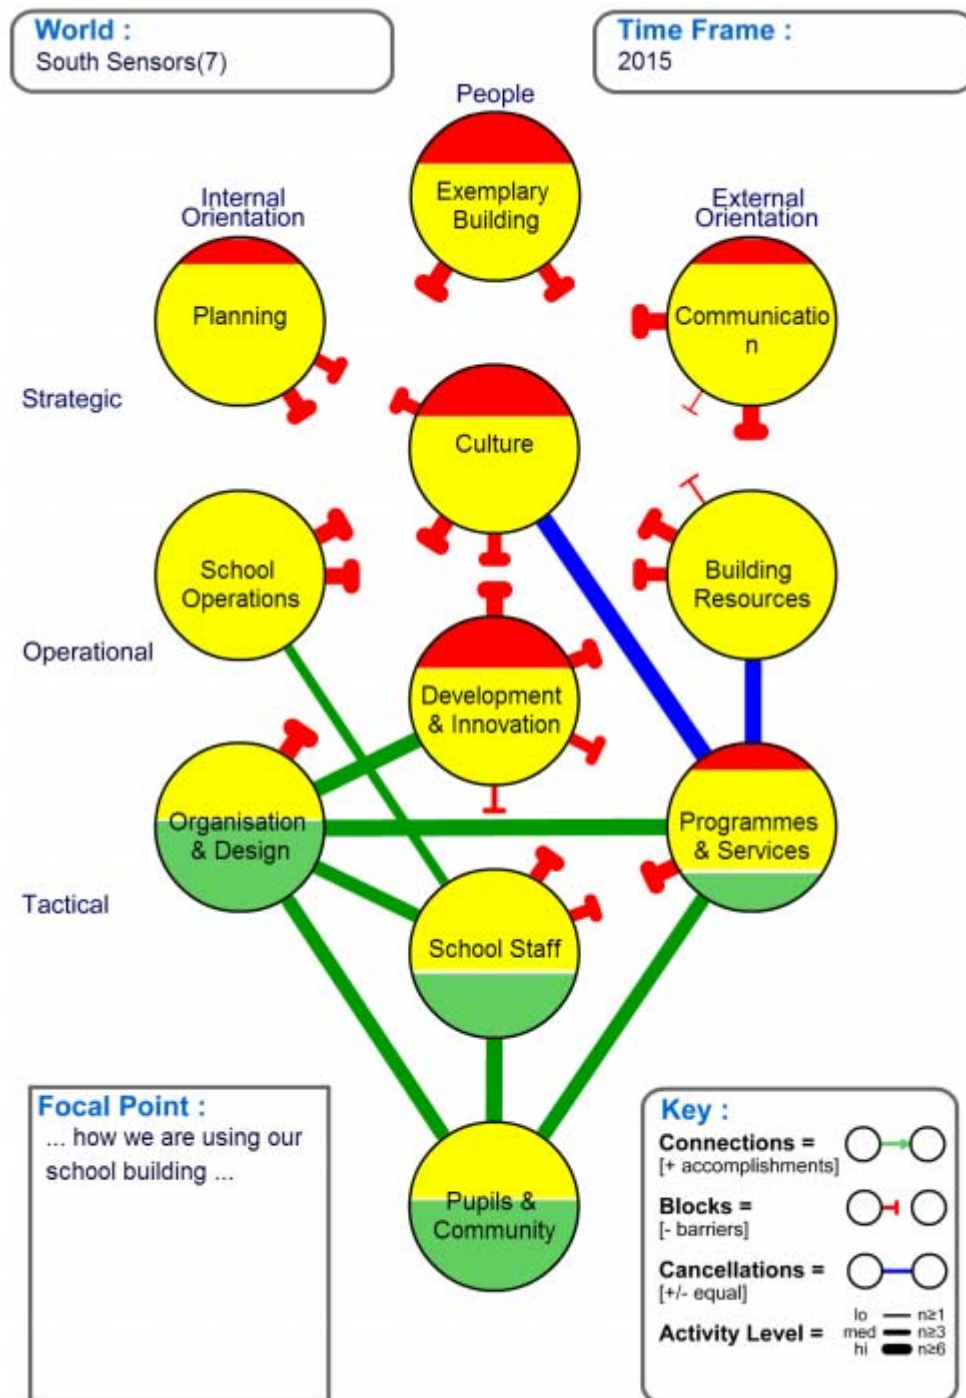 World :
South Sensors(7)
Time Frame :
2015
People
Exemplary
Building
Internal
Orientation
External
Orientation
Planning
Communicatio
n
Strategic
Culture
School
Operations
Building
Resources
Operational
Development
& Innovation
Organisation
& Design
Programmes
& Services
Tactical
School Staff
Focal Point :
... how we are using our
school building ...
Pupils &
Community
Key :
Connections =
[+ accomplishments]
Blocks =
[- barriers]
Cancellations =
[+/- equal]
Activity Level =
lo n≥1
med n≥3
hi n≥6